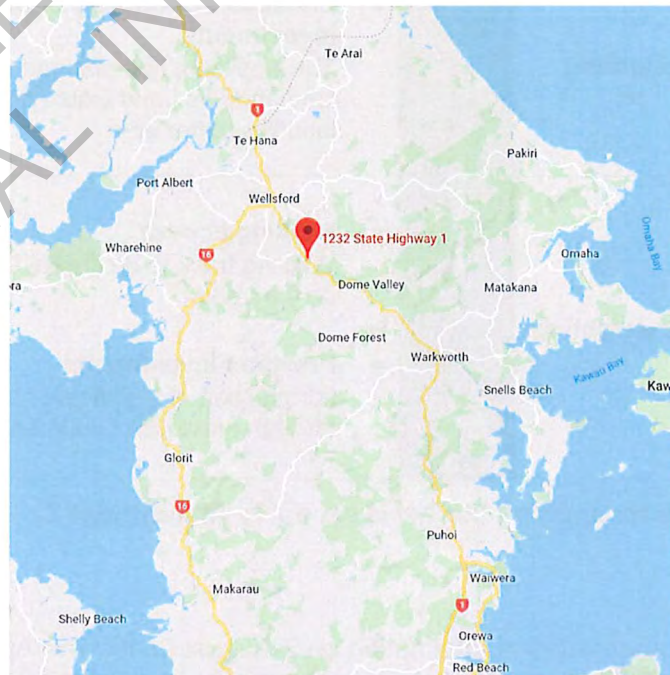 Te Arai
1
Te Hana
Pakiri
Port Albert
Wellsford
1232 State Highway 1
Wharehine
16
Omaha
Omaha Bay
Dome Valley
Matakana
Dome Forest
Warkworth
Kawau Bay
Snells Beach
Kaw
Glorit
16
Puhoi
Waiwera
Makarau
1
Shelly Beach
Orewa
Red Beach